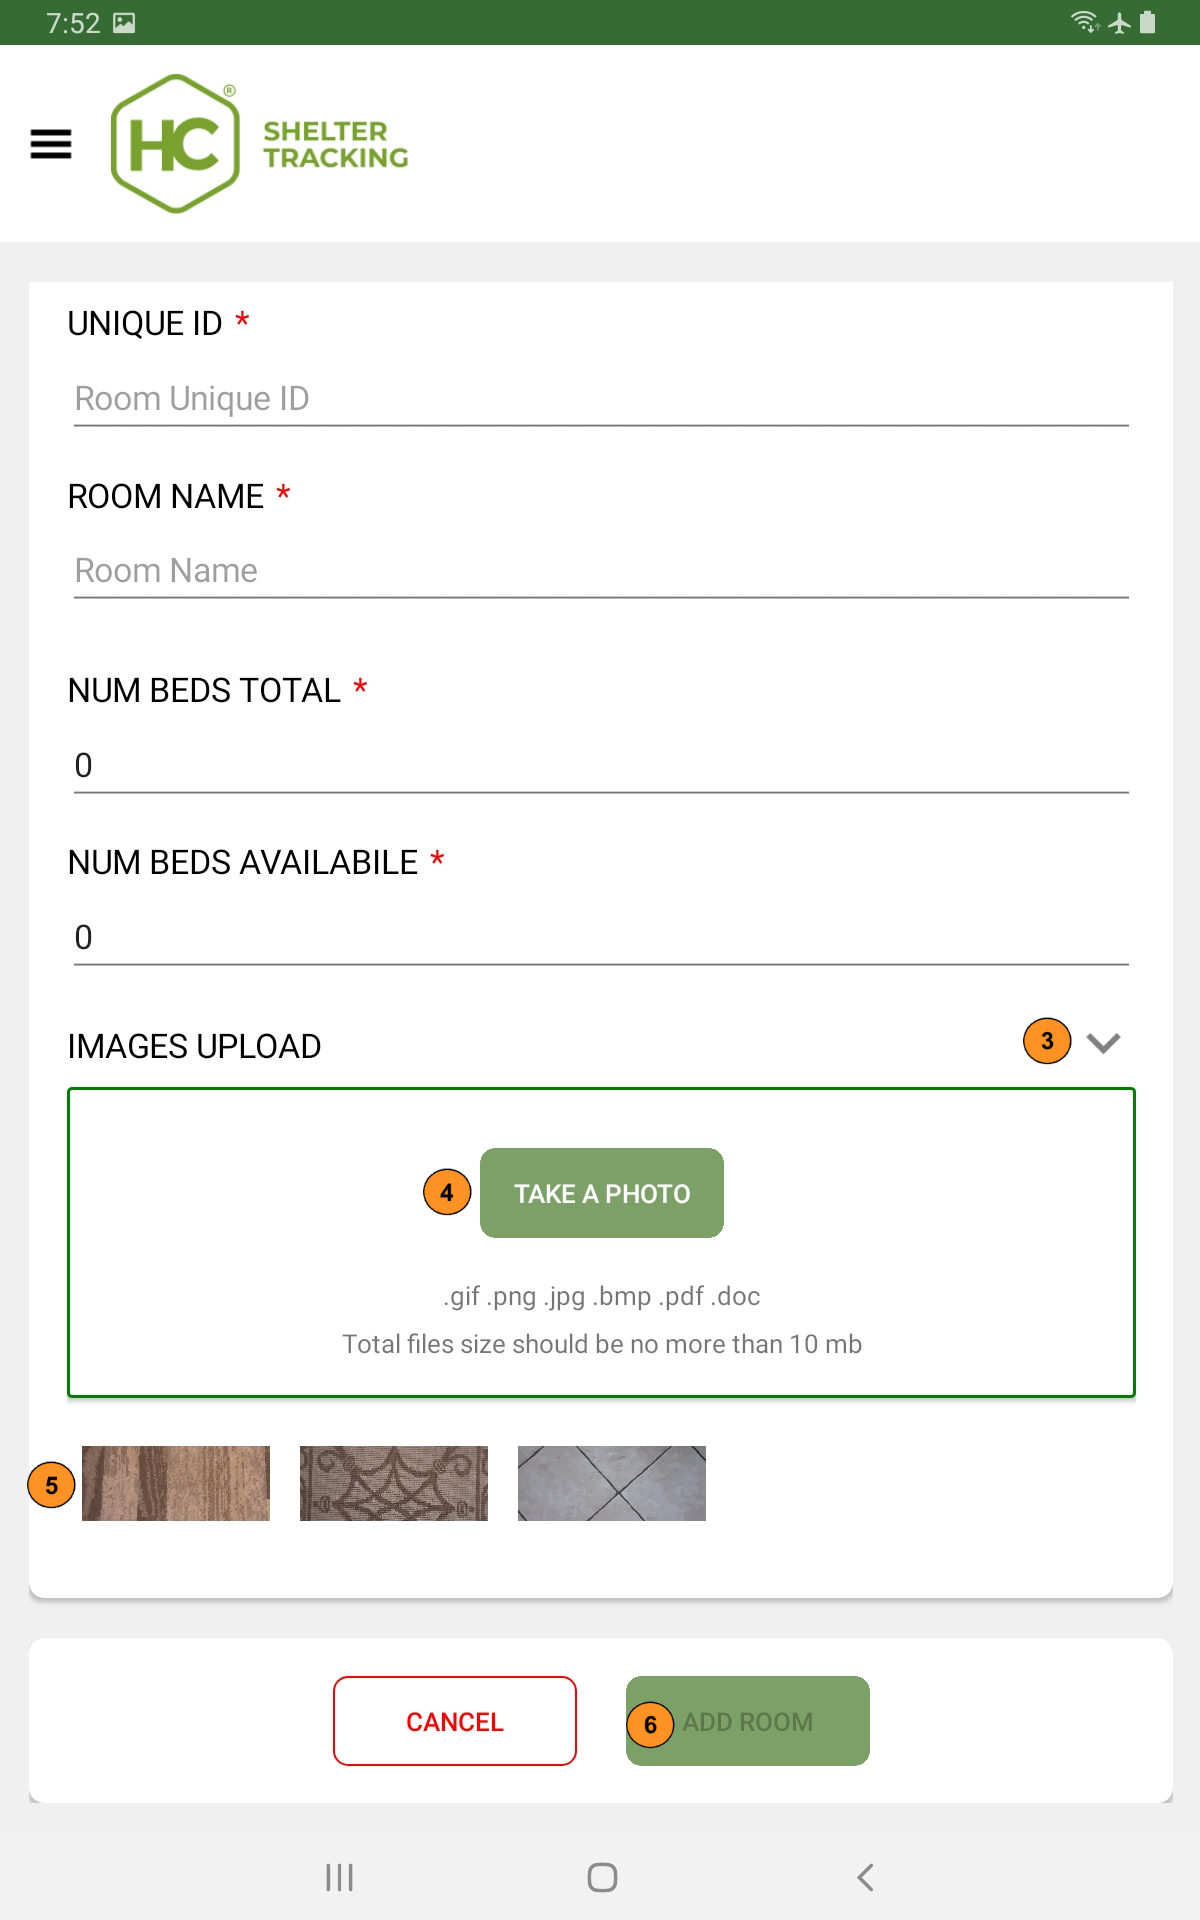 7:52
HC ®
SHELTER
TRACKING
UNIQUE ID *
Room Unique ID
ROOM NAME *
Room Name
NUM BEDS TOTAL *
0
NUM BEDS AVAILABILE *
0
IMAGES UPLOAD
3
4
TAKE A PHOTO
.gif .png .jpg .bmp .pdf .doc
Total files size should be no more than 10 mb
5
CANCEL
6
ADD ROOM